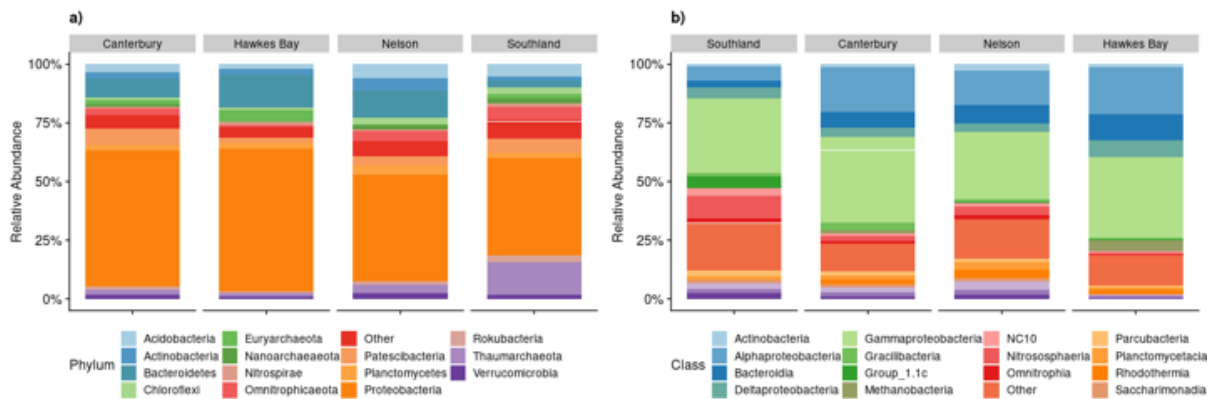 a)
Canterbury Hawkes Bay Nelson Southland
100%
75%
50%
25%
0%
Relative Abundance
Phylum
Acidobacteria Euryarchaeota Other Rokubacteria
Actinobacteria Nanoarchaeaeota Patescibacteria Thaumarchaeota
Bacteroidetes Nitrospirae Planctomycetes Verrucomicrobia
Chloroflexi Omnitrophicaeota Proteobacteria
b)
Southland Canterbury Nelson Hawkes Bay
100%
75%
50%
25%
0%
Relative Abundance
Class
Actinobacteria Gammaproteobacteria NC10 Parcubacteria
Alphaproteobacteria Gracilibacteria Nitrososphaeria Planctomycetacia
Bacteroidia Group_1.1c Omnitrophia Rhodothermia
Deltaproteobacteria Methanobacteria Other Saccharimonadia